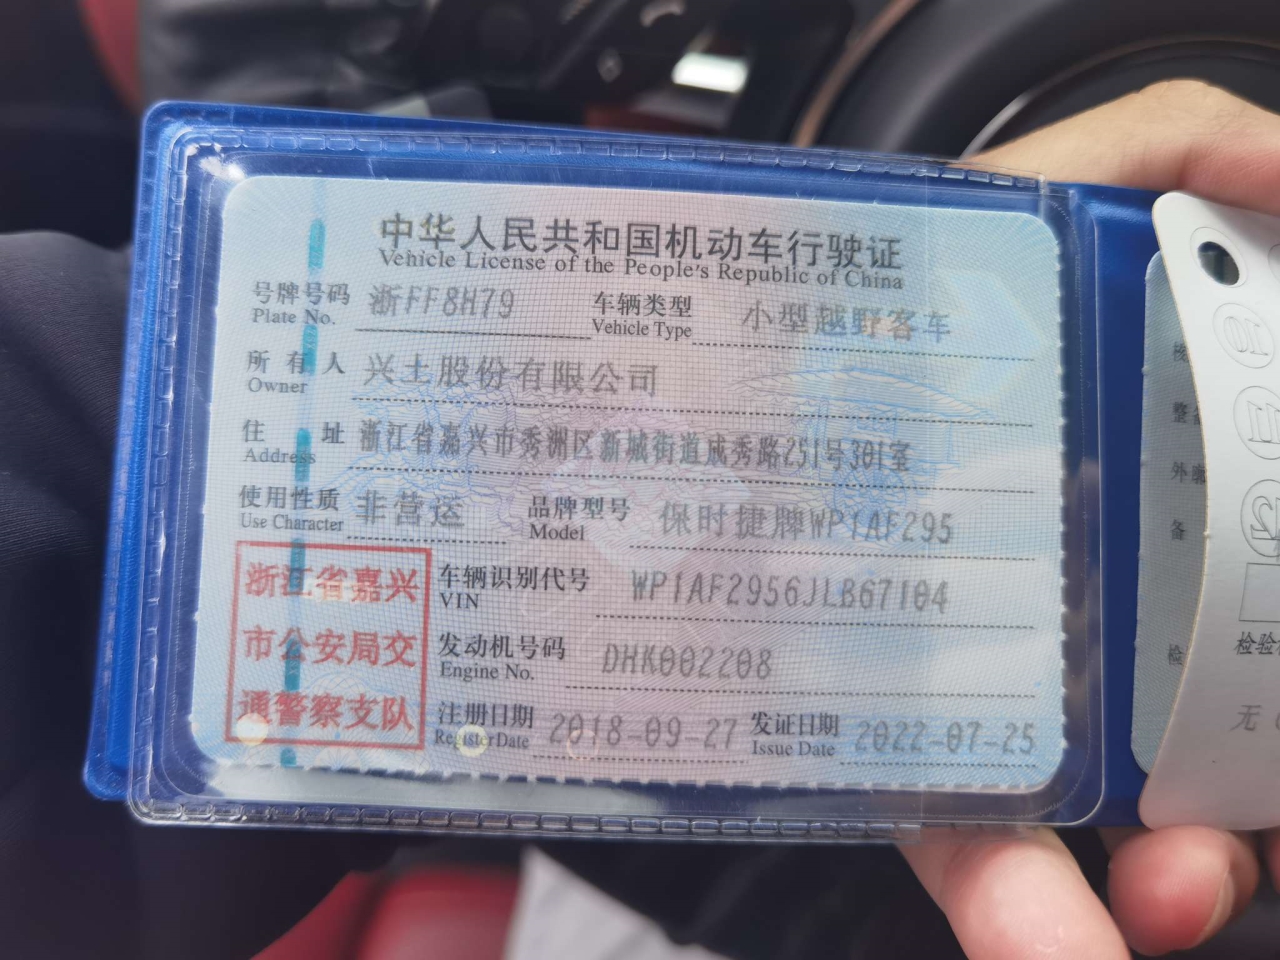 中华人民共和国机动车行驶证
Vehicle License of the People's Republic of China
号牌号码 浙FF8H79 车辆类型 小型越野客车
Plate No. Vehicle Type
所有人 兴土股份有限公司
Owner
住址 浙江省嘉兴市秀洲区新城街道成秀路251号301室
Address
使用性质 非营运 品牌型号 保时捷牌WP1AF295
Use Character Model
浙江省嘉兴
市公安局交
通警察支队
车辆识别代号 WP1AF2956JLB67104
VIN
发动机号码 DHK002208
Engine No.
注册日期 2018-09-27 发证日期 2022-07-25
Register Date Issue Date
外廓
备
检
10
11
12
无